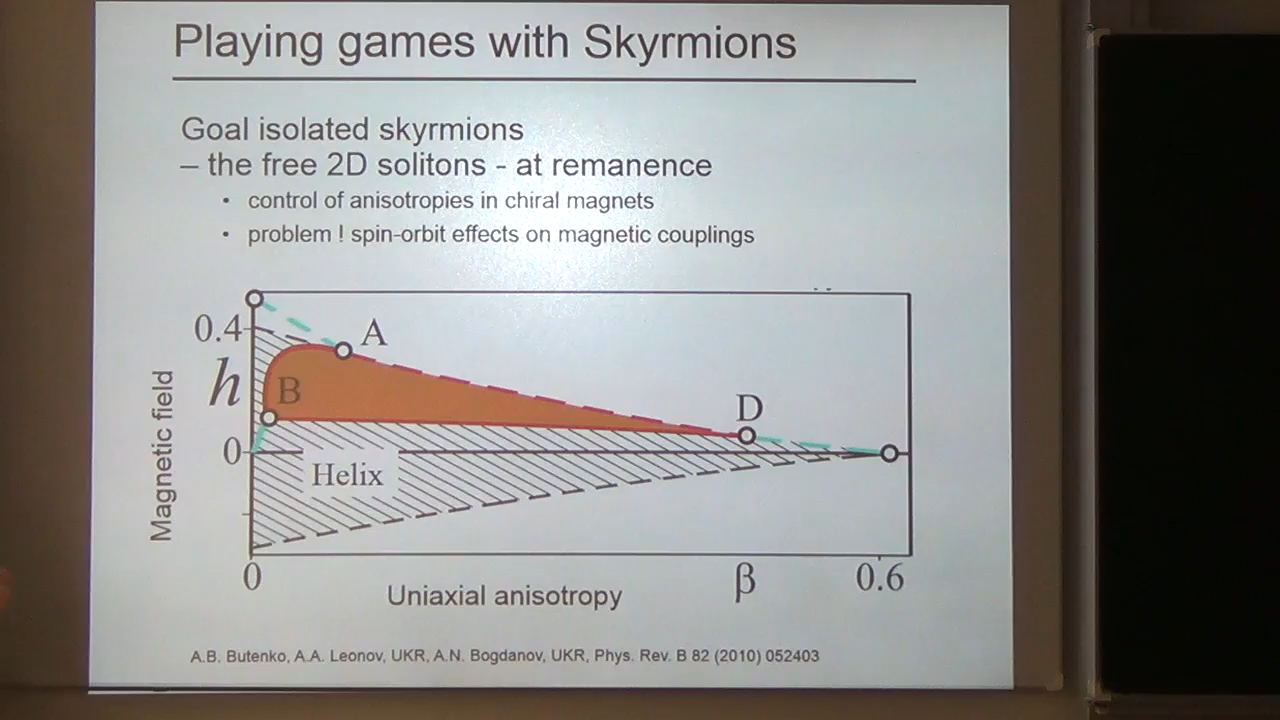 Playing games with Skyrmions
Goal isolated skyrmions
– the free 2D solitons - at remanence
• control of anisotropies in chiral magnets
• problem ! spin-orbit effects on magnetic couplings
0.4
A
h
B
D
0
Helix
Magnetic field
0
β
0.6
Uniaxial anisotropy
A.B. Butenko, A.A. Leonov, UKR, A.N. Bogdanov, UKR, Phys. Rev. B 82 (2010) 052403